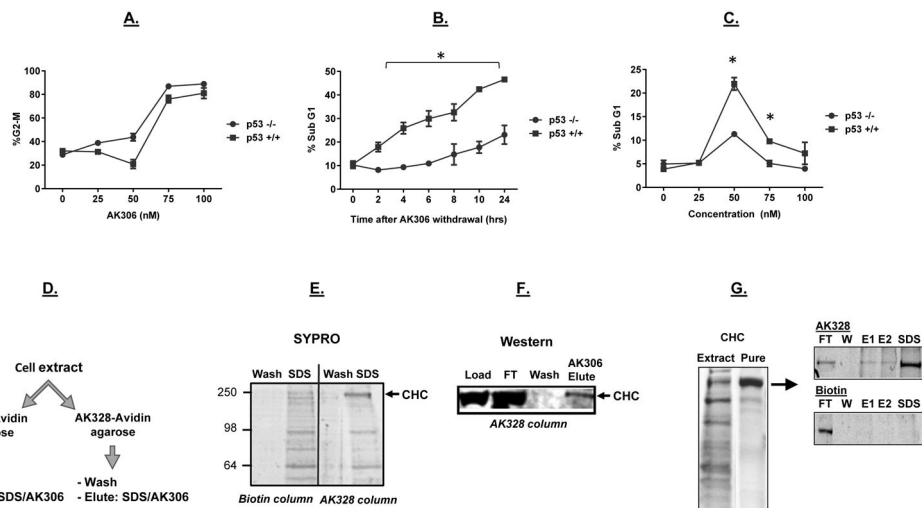 A.
B.
C.
%G2-M
100
80
60
40
20
0
0 25 50 75 100
AK306 (nM)
p53 -/-
p53 +/+
% Sub G1
50
40
30
20
10
0
*
0 2 4 6 8 10 24
Time after AK306 withdrawal (hrs)
p53 -/-
p53 +/+
% Sub G1
25
20
15
10
5
0
*
*
0 25 50 75 100
Concentration (nM)
p53 -/-
p53 +/+
D.
Cell extract
vidin
ose
AK328-Avidin
agarose
- Wash
SDS/AK306
- Elute: SDS/AK306
E.
SYPRO
Wash SDS Wash SDS
250
98
64
CHC
Biotin column AK328 column
F.
Western
Load FT Wash AK306
Elute
CHC
AK328 column
G.
CHC
Extract Pure
AK328
FT W E1 E2 SDS
Biotin
FT W E1 E2 SDS